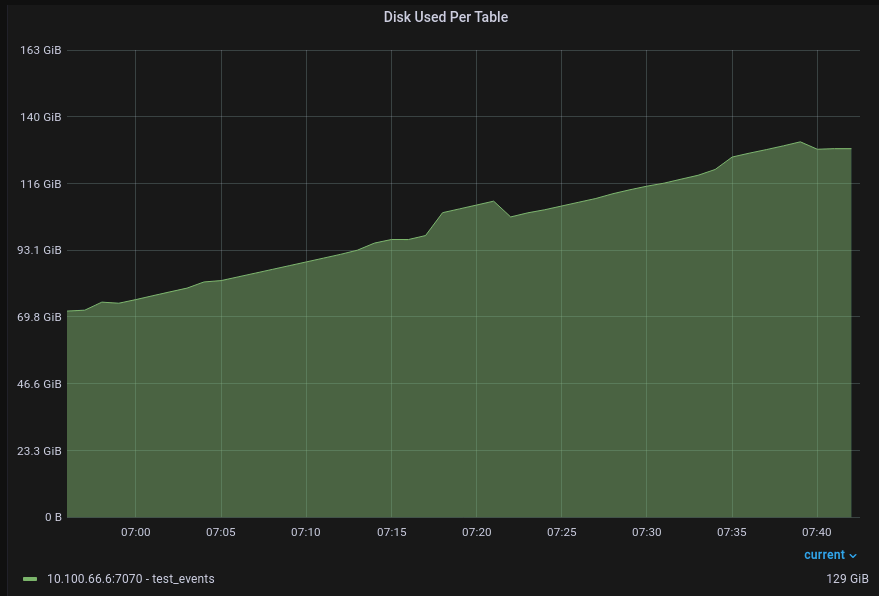 Disk Used Per Table
163 GiB
140 GiB
116 GiB
93.1 GiB
69.8 GiB
46.6 GiB
23.3 GiB
0 B
07:00 07:05 07:10 07:15 07:20 07:25 07:30 07:35 07:40
current
10.100.66.6:7070 - test_events 129 GiB